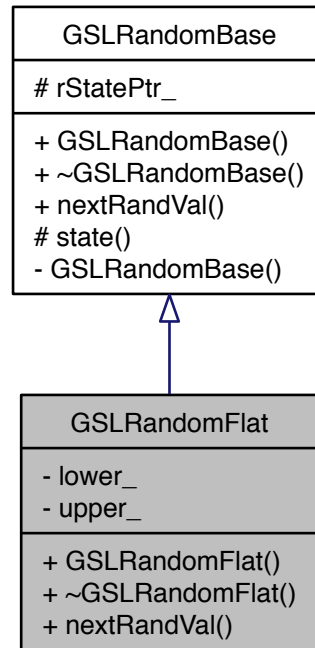 GSLRandomBase
# rStatePtr_
+ GSLRandomBase()
+ ~GSLRandomBase()
+ nextRandVal()
# state()
- GSLRandomBase()
GSLRandomFlat
- lower_
- upper_
+ GSLRandomFlat()
+ ~GSLRandomFlat()
+ nextRandVal()